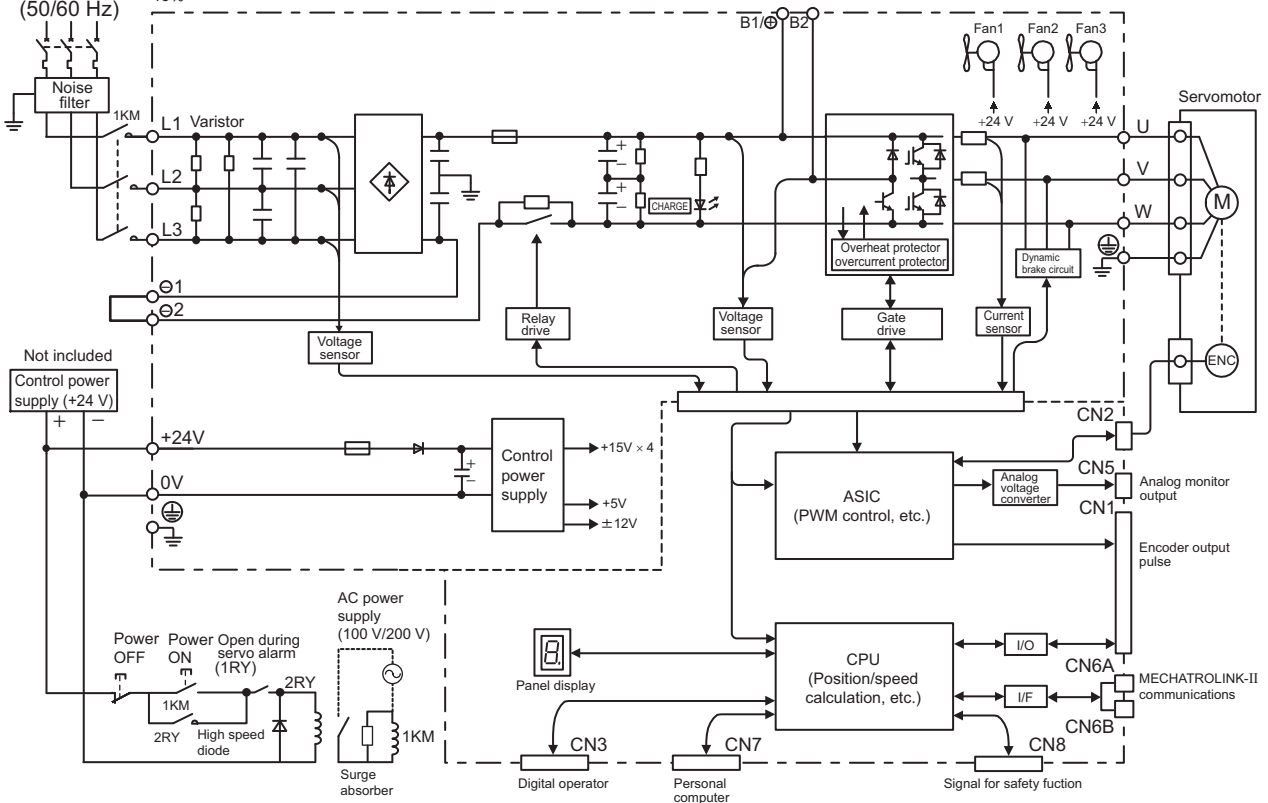 (50/60 Hz)
B1/⊕
B2
Fan1
Fan2
Fan3
+24 V
+24 V
+24 V
Servomotor
Noise
filter
1KM
L1
Varistor
L2
L3
U
V
W
M
CHARGE
Overheat protector
overcurrent protector
Dynamic
brake circuit
⊖1
⊖2
Voltage
sensor
Relay
drive
Voltage
sensor
Gate
drive
Current
sensor
ENC
Not included
Control power
supply (+24 V)
+
−
+24V
0V
+
−
+
−
+
−
Control
power
supply
+15V × 4
+5V
±12V
ASIC
(PWM control, etc.)
Analog
voltage
converter
CN2
CN5
Analog monitor
output
CN1
Encoder output
pulse
Power
OFF
Power
ON
Open during
servo alarm
(1RY)
1KM
2RY
2RY
High speed
diode
AC power
supply
(100 V/200 V)
1KM
Surge
absorber
8.
Panel display
CPU
(Position/speed
calculation, etc.)
I/O
I/F
CN6A
MECHATROLINK-II
communications
CN6B
CN3
Digital operator
CN7
Personal
computer
CN8
Signal for safety fuction